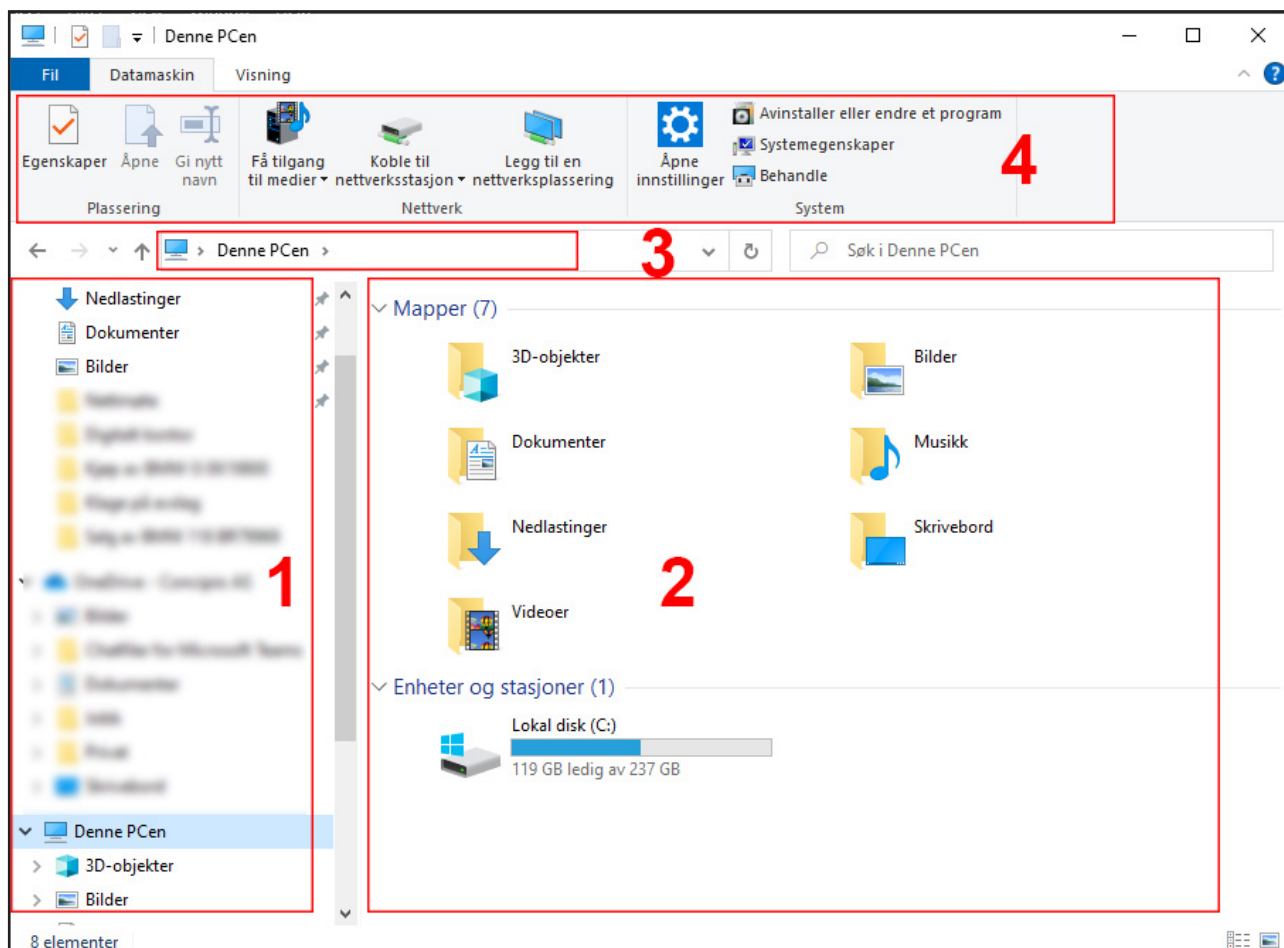 Denne PCen
Fil Datamaskin Visning
Egenskaper
Åpne
Gi nytt
navn
Plassering
Få tilgang
til medier
Koble til
nettverksstasjon
Legg til en
nettverksplassering
Nettverk
Åpne
innstillinger
Avinstaller eller endre et program
Systemegenskaper
Behandle
System
4
Denne PCen
3
Søk i Denne PCen
Nedlastinger
Dokumenter
Bilder
1
Denne PCen
3D-objekter
Bilder
Mapper (7)
3D-objekter
Bilder
Dokumenter
Musikk
Nedlastinger
Skrivebord
2
Videoer
Enheter og stasjoner (1)
Lokal disk (C:)
119 GB ledig av 237 GB
8 elementer